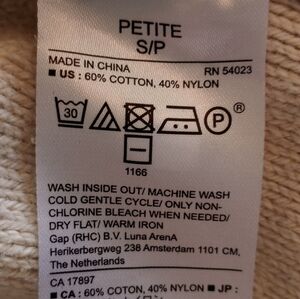 PETITE
S/P
MADE IN CHINA RN 54023
■ US : 60% COTTON, 40% NYLON
30 P ®
1166
WASH INSIDE OUT/ MACHINE WASH
COLD GENTLE CYCLE/ ONLY NON-
CHLORINE BLEACH WHEN NEEDED/
DRY FLAT/ WARM IRON
Gap (RHC) B.V. Luna ArenA
Herikerbergweg 238 Amsterdam 1101 CM,
The Netherlands
CA 17897
■ CA : 60% COTTON, 40% NYLON ■ JP :